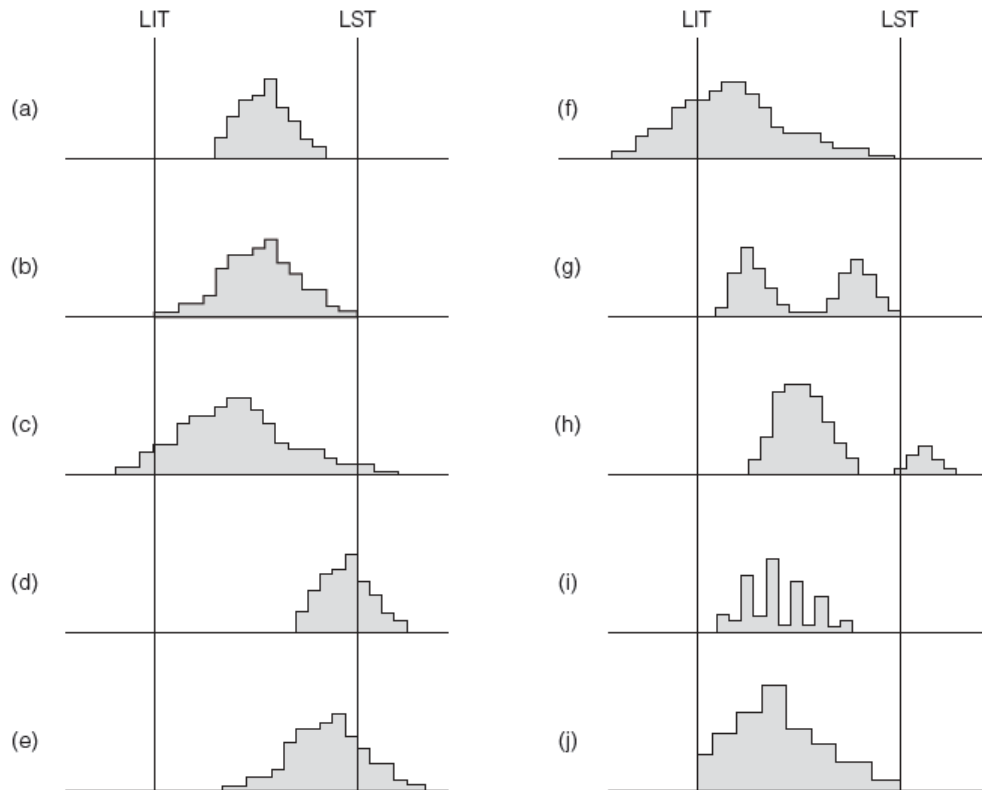 LIT LST LIT LST
(a) (f)
(b) (g)
(c) (h)
(d) (i)
(e) (j)